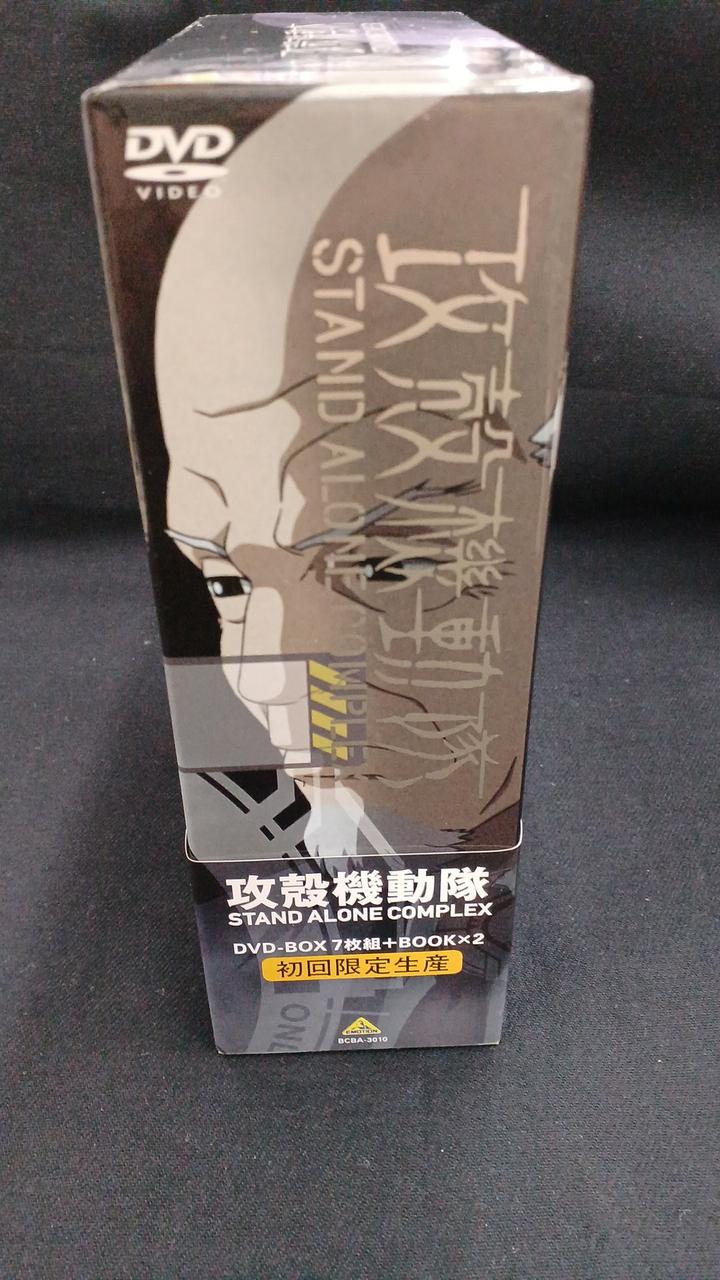 DVD
VIDEO
攻殻機動隊
STAND ALONE COMPLE
攻殻機動隊
STAND ALONE COMPLEX
DVD-BOX 7枚組+BOOK×2
初回限定生産
EMOTION
BCBA-3010